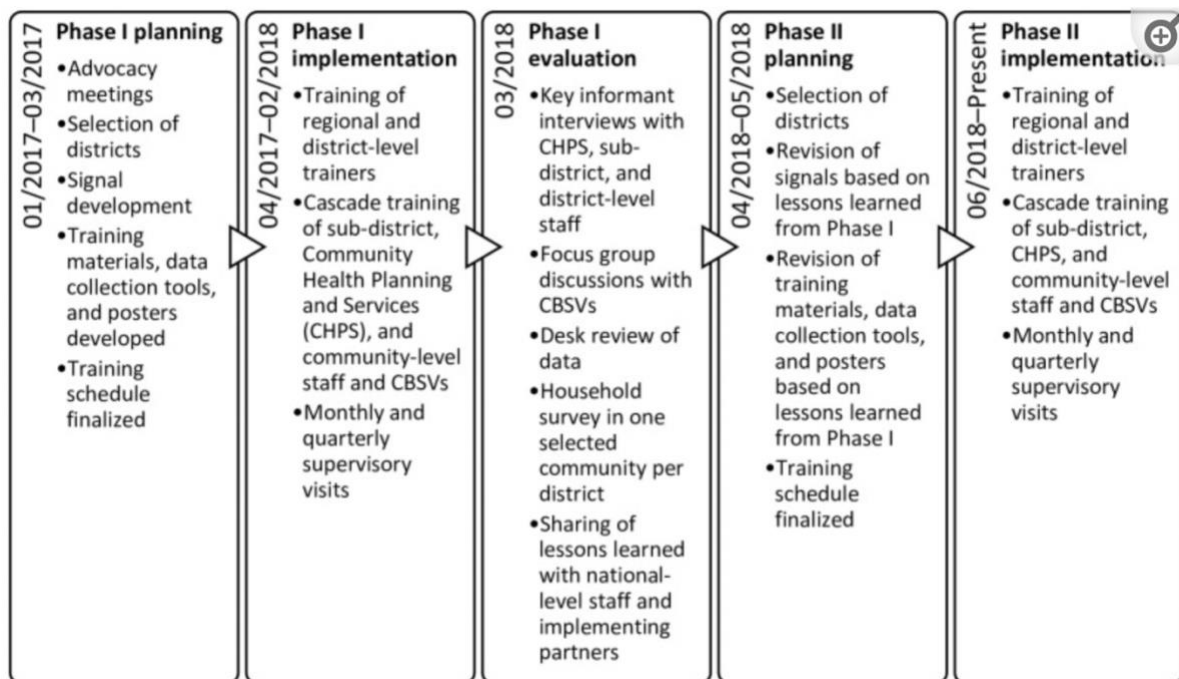 01/2017–03/2017
Phase I planning
•Advocacy
meetings
•Selection of
districts
•Signal
development
•Training
materials, data
collection tools,
and posters
developed
•Training
schedule
finalized
04/2017–02/2018
Phase I
implementation
•Training of
regional and
district-level
trainers
•Cascade training
of sub-district,
Community
Health Planning
and Services
(CHPS), and
community-level
staff and CBSVs
•Monthly and
quarterly
supervisory
visits
03/2018
Phase I
evaluation
•Key informant
interviews with
CHPS, sub-
district, and
district-level
staff
•Focus group
discussions with
CBSVs
•Desk review of
data
•Household
survey in one
selected
community per
district
•Sharing of
lessons learned
with national-
level staff and
implementing
partners
04/2018–05/2018
Phase II
planning
•Selection of
districts
•Revision of
signals based on
lessons learned
from Phase I
•Revision of
training
materials, data
collection tools,
and posters
based on
lessons learned
from Phase I
•Training
schedule
finalized
06/2018–Present
Phase II
implementation
•Training of
regional and
district-level
trainers
•Cascade training
of sub-district,
CHPS, and
community-level
staff and CBSVs
•Monthly and
quarterly
supervisory
visits